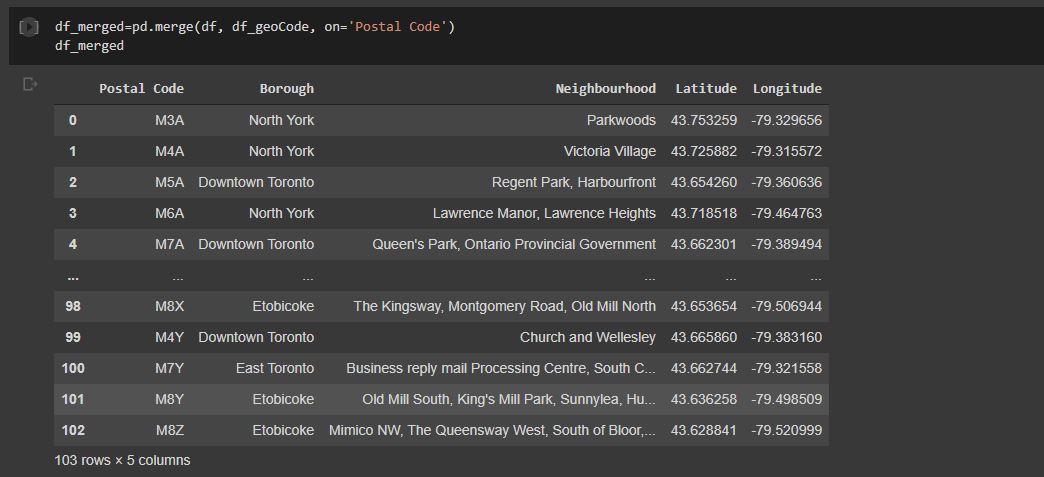 df_merged=pd.merge(df, df_geoCode, on='Postal Code')
df_merged
Postal Code Borough Neighbourhood Latitude Longitude
0 M3A North York Parkwoods 43.753259 -79.329656
1 M4A North York Victoria Village 43.725882 -79.315572
2 M5A Downtown Toronto Regent Park, Harbourfront 43.654260 -79.360636
3 M6A North York Lawrence Manor, Lawrence Heights 43.718518 -79.464763
4 M7A Downtown Toronto Queen's Park, Ontario Provincial Government 43.662301 -79.389494
... ... ... ... ... ...
98 M8X Etobicoke The Kingsway, Montgomery Road, Old Mill North 43.653654 -79.506944
99 M4Y Downtown Toronto Church and Wellesley 43.665860 -79.383160
100 M7Y East Toronto Business reply mail Processing Centre, South C... 43.662744 -79.321558
101 M8Y Etobicoke Old Mill South, King's Mill Park, Sunnylea, Hu... 43.636258 -79.498509
102 M8Z Etobicoke Mimico NW, The Queensway West, South of Bloor,... 43.628841 -79.520999
103 rows × 5 columns